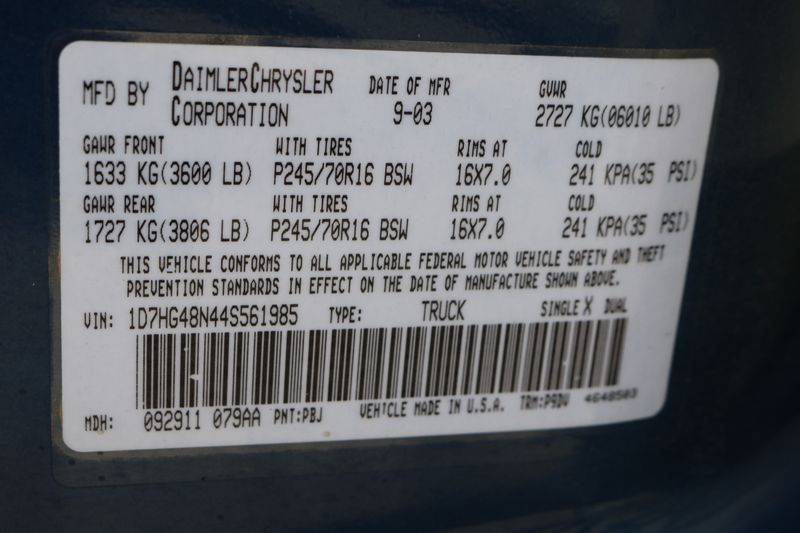 MFD BY DAIMLERCHRYSLER CORPORATION DATE OF MFR 9-03 GVWR 2727 KG(06010 LB)
GAWR FRONT WITH TIRES RIMS AT COLD
1633 KG(3600 LB) P245/70R16 BSW 16X7.0 241 KPA(35 PSI)
GAWR REAR WITH TIRES RIMS AT COLD
1727 KG(3806 LB) P245/70R16 BSW 16X7.0 241 KPA(35 PSI)
THIS VEHICLE CONFORMS TO ALL APPLICABLE FEDERAL MOTOR VEHICLE SAFETY AND THEFT
PREVENTION STANDARDS IN EFFECT ON THE DATE OF MANUFACTURE SHOWN ABOVE.
VIN: 1D7HG48N44S561985 TYPE: TRUCK SINGLE X DUAL
MDH: 092911 079AA PNT:PBJ VEHICLE MADE IN U.S.A. TRM:P9DV 4648503